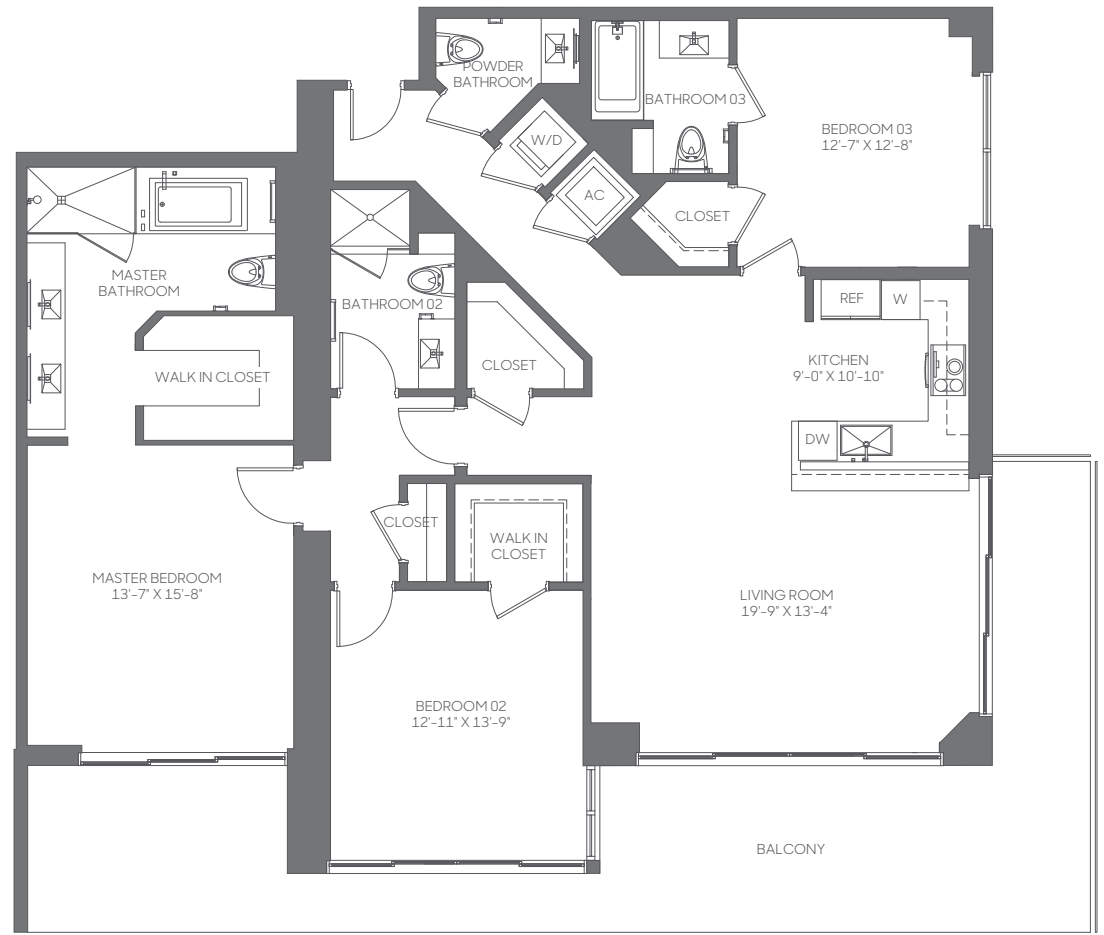 POWDER
BATHROOM
BATHROOM 03
BEDROOM 03
12'-7" X 12'-8"
W/D
AC
CLOSET
MASTER
BATHROOM
BATHROOM 02
REF
W
WALK IN CLOSET
CLOSET
KITCHEN
9'-0" X 10'-10"
DW
CLOSET
WALK IN
CLOSET
MASTER BEDROOM
13'-7" X 15'-8"
LIVING ROOM
19'-9" X 13'-4"
BEDROOM 02
12'-11" X 13'-9"
BALCONY